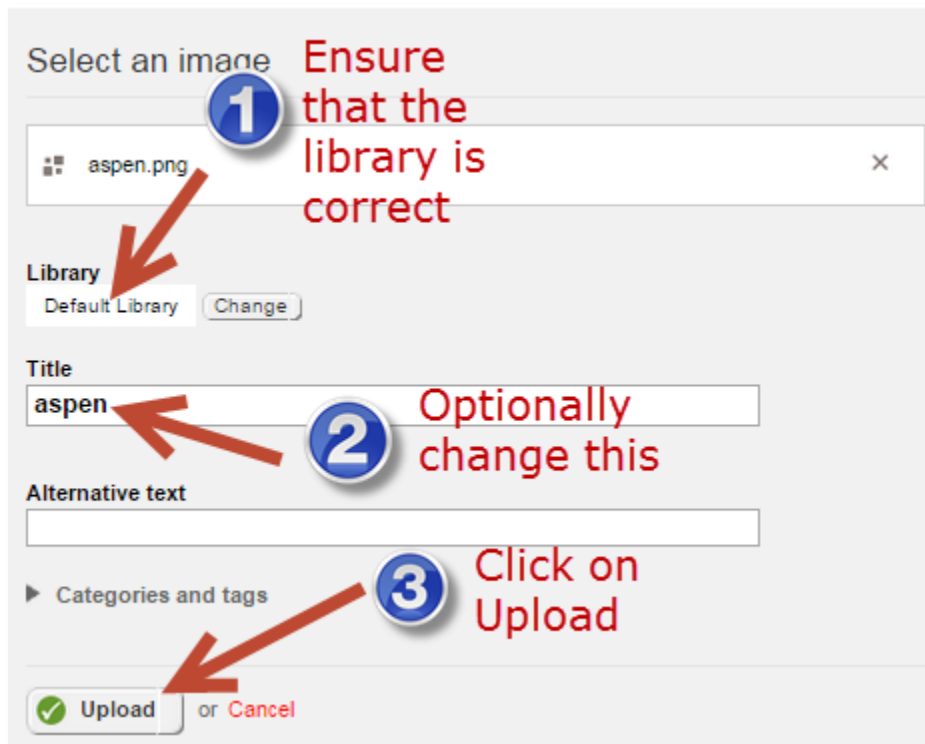 Select an image
1
Ensure
that the
library is
correct
aspen.png
×
Library
Default Library
Change
Title
aspen
2
Optionally
change this
Alternative text
3
Click on
Upload
Categories and tags
Upload or Cancel